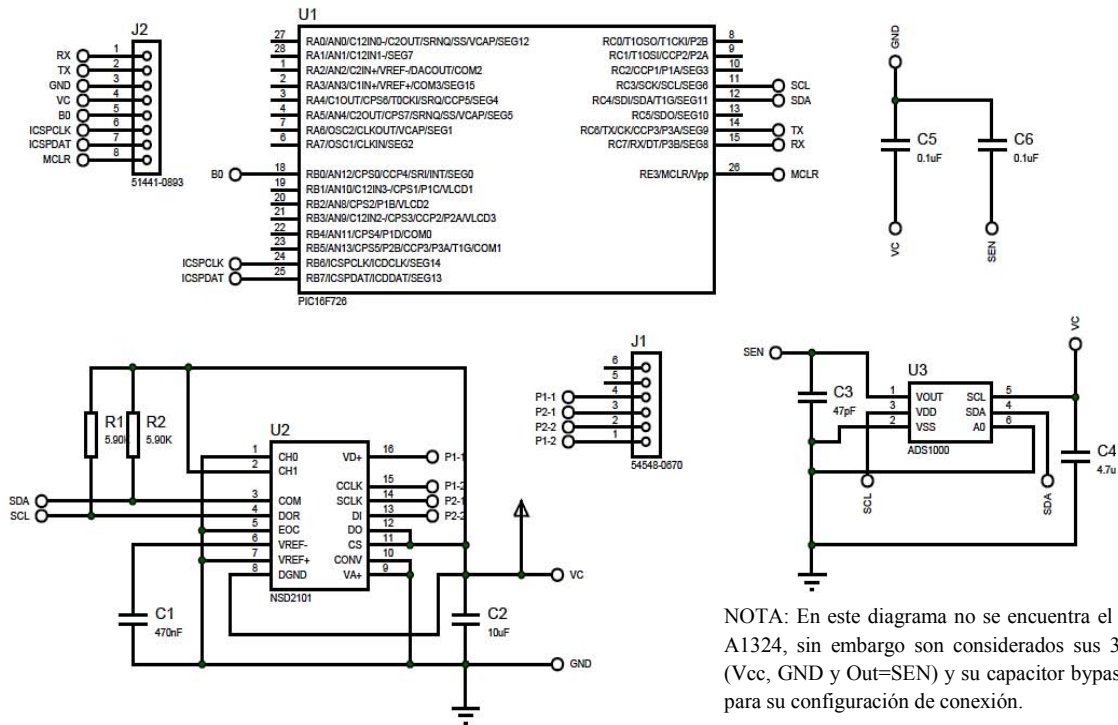 U1
J2
RX 1
TX 2
GND 3
VC 4
B0 5
ICSPCLK 6
ICSPDAT 7
MCLR 8
51441-0893
27 RA0/AN0/C12IN0-/C2OUT/SRNQ/SS/VCAP/SEG12
28 RA1/AN1/C12IN1-/SEG7
1 RA2/AN2/C2IN+/VREF-/DACOUT/COM2
2 RA3/AN3/C1IN+/VREF+/COM3/SEG15
3 RA4/C1OUT/CPS6/T0CKI/SRQ/CCP5/SEG4
4 RA5/AN4/C2OUT/CPS7/SRNQ/SS/VCAP/SEG5
7 RA6/OSC2/CLKOUT/VCAP/SEG1
6 RA7/OSC1/CLKIN/SEG2
B0 18 RB0/AN12/CPS0/CCP4/SRI/INT/SEG0
19 RB1/AN10/C12IN3-/CPS1/P1C/VLCD1
20 RB2/AN8/CPS2/P1B/VLCD2
21 RB3/AN9/C12IN2-/CPS3/CCP2/P2A/VLCD3
22 RB4/AN11/CPS4/P1D/COM0
23 RB5/AN13/CPS5/P2B/CCP3/P3A/T1G/COM1
ICSPCLK 24 RB6/ICSPCLK/ICDCLK/SEG14
ICSPDAT 25 RB7/ICSPDAT/ICDDAT/SEG13
PIC16F726
RC0/T1OSO/T1CKI/P2B 8
RC1/T1OSI/CCP2/P2A 9
RC2/CCP1/P1A/SEG3 10
RC3/SCK/SCL/SEG6 11 SCL
RC4/SDI/SDA/T1G/SEG11 12 SDA
RC5/SDO/SEG10 13
RC6/TX/CK/CCP3/P3A/SEG9 14 TX
RC7/RX/DT/P3B/SEG8 15 RX
RE3/MCLR/Vpp 26 MCLR
GND
C5
0.1uF
C6
0.1uF
VC
SEN
R1
5.90K
R2
5.90K
U2
1 CH0
2 CH1
SDA 3 COM
SCL 4 DOR
5 EOC
6 VREF-
7 VREF+
8 DGND
VD+ 16 P1-1
CCLK 15 P1-2
SCLK 14 P2-1
DI 13 P2-2
DO 12
CS 11
CONV 10
VA+ 9
NSD2101
C1
470nF
C2
10uF
VC
GND
J1
6
5
P1-1 4
P2-1 3
P2-2 2
P1-2 1
54548-0670
SEN
VC
C3
47pF
U3
1 VOUT SCL 5
3 VDD SDA 4
2 VSS A0 6
ADS1000
SCL
SDA
C4
4.7u
NOTA: En este diagrama no se encuentra el
A1324, sin embargo son considerados sus 3
(Vcc, GND y Out=SEN) y su capacitor bypas
para su configuración de conexión.